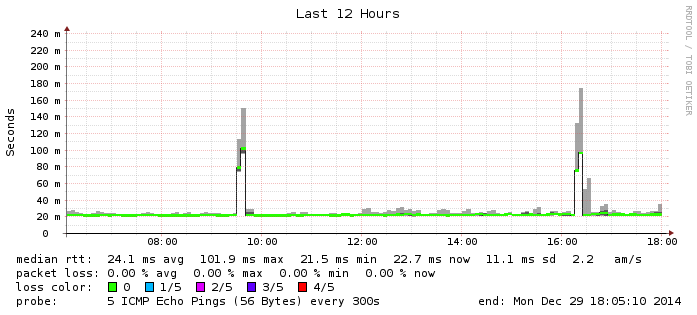 Last 12 Hours
RRDTOOL / TOBI OETIKER
Seconds
240 m
220 m
200 m
180 m
160 m
140 m
120 m
100 m
80 m
60 m
40 m
20 m
0
08:00 10:00 12:00 14:00 16:00 18:00
median rtt: 24.1 ms avg 101.9 ms max 21.5 ms min 22.7 ms now 11.1 ms sd 2.2 am/s
packet loss: 0.00 % avg 0.00 % max 0.00 % min 0.00 % now
loss color: 0 1/5 2/5 3/5 4/5
probe: 5 ICMP Echo Pings (56 Bytes) every 300s end: Mon Dec 29 18:05:10 2014